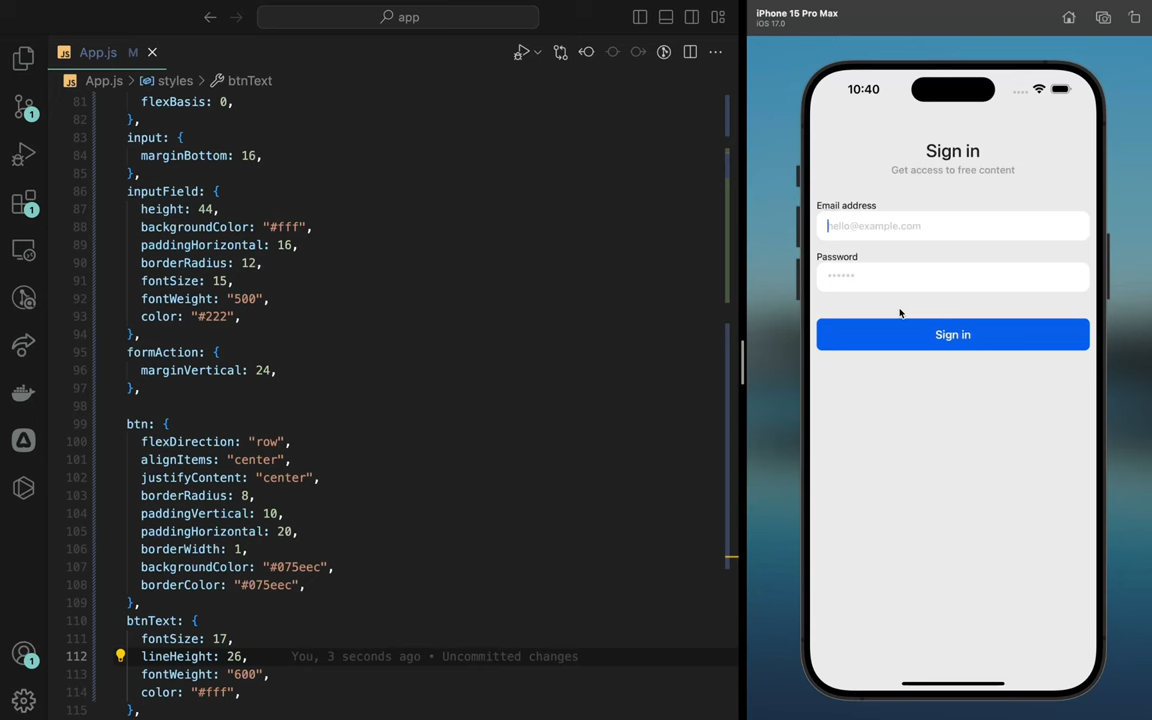 app
iPhone 15 Pro Max
iOS 17.0
JS App.js M
JS App.js > styles > btnText
1
1
1
81 flexBasis: 0,
82 },
83 input: {
84 marginBottom: 16,
85 },
86 inputField: {
87 height: 44,
88 backgroundColor: "#fff",
89 paddingHorizontal: 16,
90 borderRadius: 12,
91 fontSize: 15,
92 fontWeight: "500",
93 color: "#222",
94 },
95 formAction: {
96 marginVertical: 24,
97 },
98
99 btn: {
100 flexDirection: "row",
101 alignItems: "center",
102 justifyContent: "center",
103 borderRadius: 8,
104 paddingVertical: 10,
105 paddingHorizontal: 20,
106 borderWidth: 1,
107 backgroundColor: "#075eec",
108 borderColor: "#075eec",
109 },
110 btnText: {
111 fontSize: 17,
112 lineHeight: 26, You, 3 seconds ago • Uncommitted changes
113 fontWeight: "600",
114 color: "#fff",
115 },
10:40
Sign in
Get access to free content
Email address
hello@example.com
Password
******
Sign in